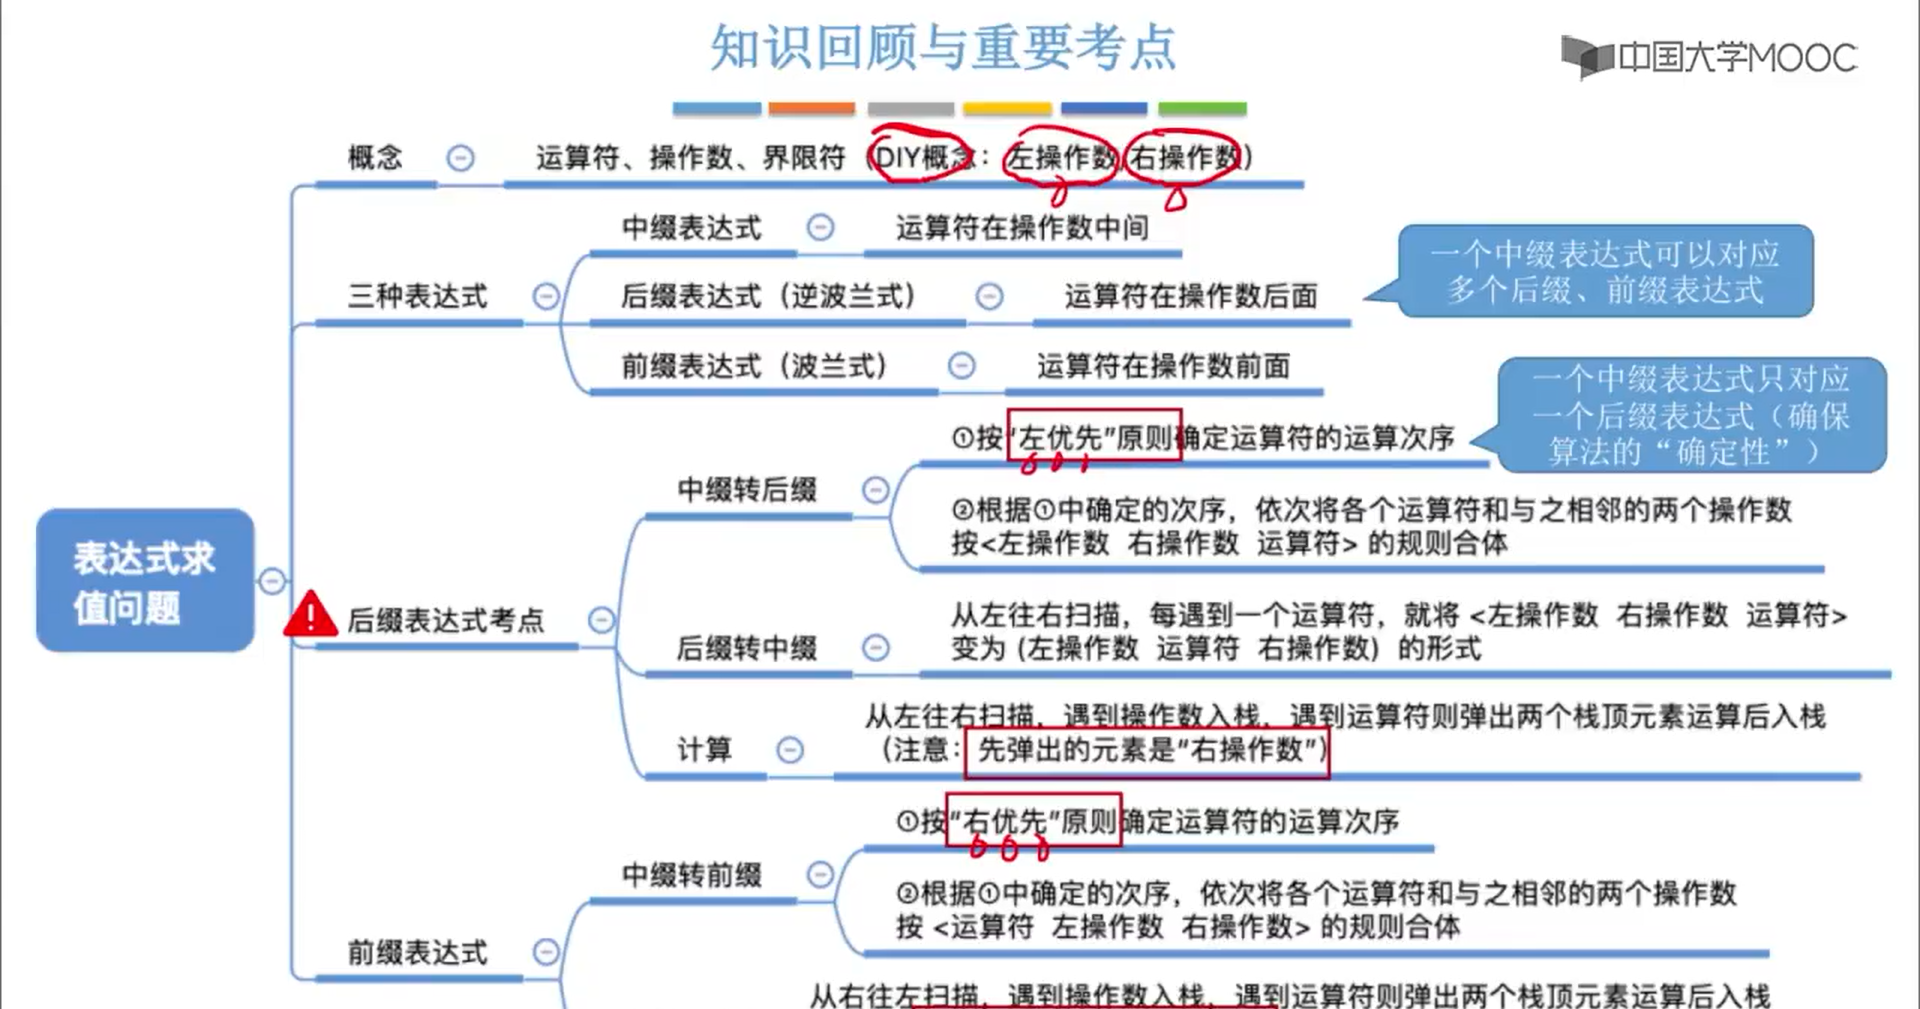 知识回顾与重要考点
中国大学MOOC
概念
运算符、操作数、界限符（DIY概念：左操作数/右操作数）
三种表达式
中缀表达式
运算符在操作数中间
后缀表达式（逆波兰式）
运算符在操作数后面
前缀表达式（波兰式）
运算符在操作数前面
一个中缀表达式可以对应
多个后缀、前缀表达式
一个中缀表达式只对应
一个后缀表达式（确保
算法的“确定性”）
表达式求
值问题
后缀表达式考点
中缀转后缀
①按“左优先”原则确定运算符的运算次序
②根据①中确定的次序，依次将各个运算符和与之相邻的两个操作数
按<左操作数 右操作数 运算符> 的规则合体
后缀转中缀
从左往右扫描，每遇到一个运算符，就将 <左操作数 右操作数 运算符>
变为 (左操作数 运算符 右操作数) 的形式
计算
从左往右扫描，遇到操作数入栈，遇到运算符则弹出两个栈顶元素运算后入栈
（注意：先弹出的元素是“右操作数”）
前缀表达式
中缀转前缀
①按“右优先”原则确定运算符的运算次序
②根据①中确定的次序，依次将各个运算符和与之相邻的两个操作数
按 <运算符 左操作数 右操作数> 的规则合体
从右往左扫描，遇到操作数入栈，遇到运算符则弹出两个栈顶元素运算后入栈